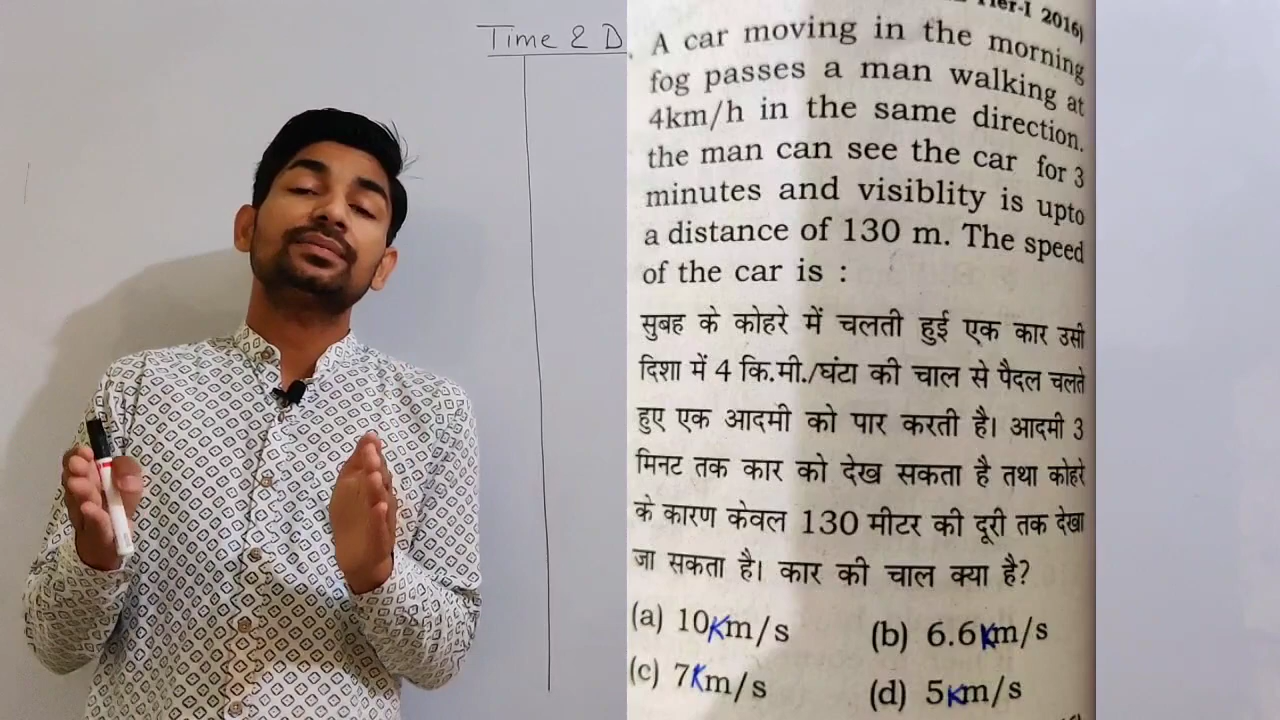 Time & D
Tier-I 2016)
A car moving in the morning
fog passes a man walking at
4km/h in the same direction.
the man can see the car for 3
minutes and visiblity is upto
a distance of 130 m. The speed
of the car is :
सुबह के कोहरे में चलती हुई एक कार उसी
दिशा में 4 कि.मी./घंटा की चाल से पैदल चलते
हुए एक आदमी को पार करती है। आदमी 3
मिनट तक कार को देख सकता है तथा कोहरे
के कारण केवल 130 मीटर की दूरी तक देखा
जा सकता है। कार की चाल क्या है?
(a) 10Km/s (b) 6.6Km/s
(c) 7Km/s (d) 5Km/s